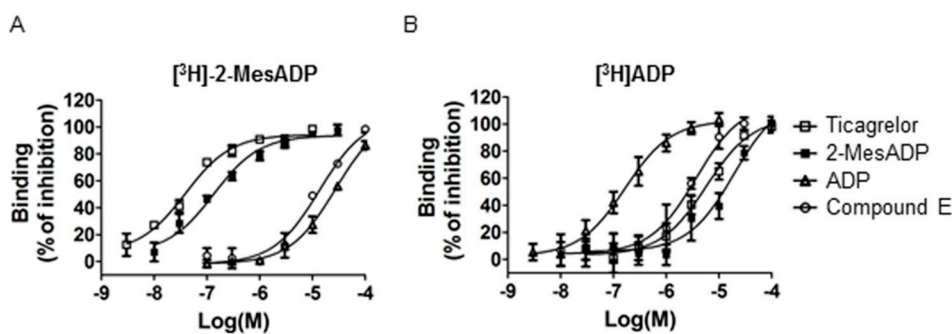 A
B
[³H]-2-MesADP
[³H]ADP
Binding
(% of inhibition)
120
100
80
60
40
20
0
-9
-8
-7
-6
-5
-4
Log(M)
Binding
(% of inhibition)
120
100
80
60
40
20
0
-9
-8
-7
-6
-5
-4
Log(M)
Ticagrelor
2-MesADP
ADP
Compound E